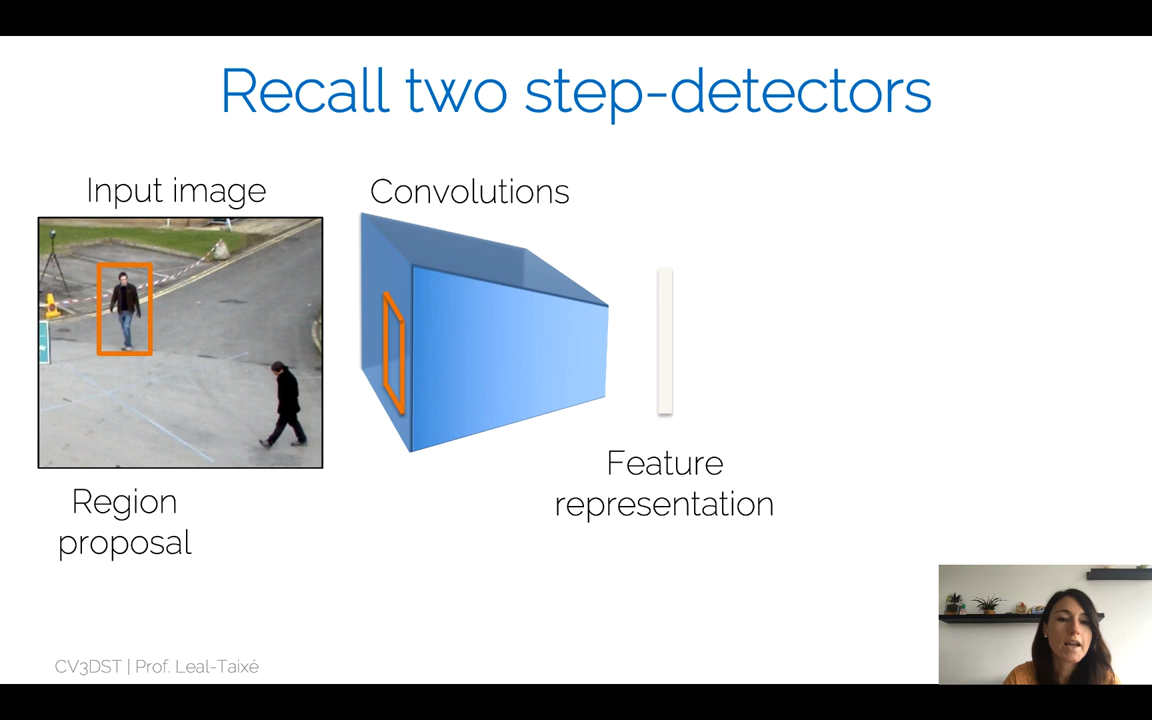 Recall two step-detectors
Input image
Convolutions
Feature
representation
Region
proposal
CV3DST | Prof. Leal-Taixé